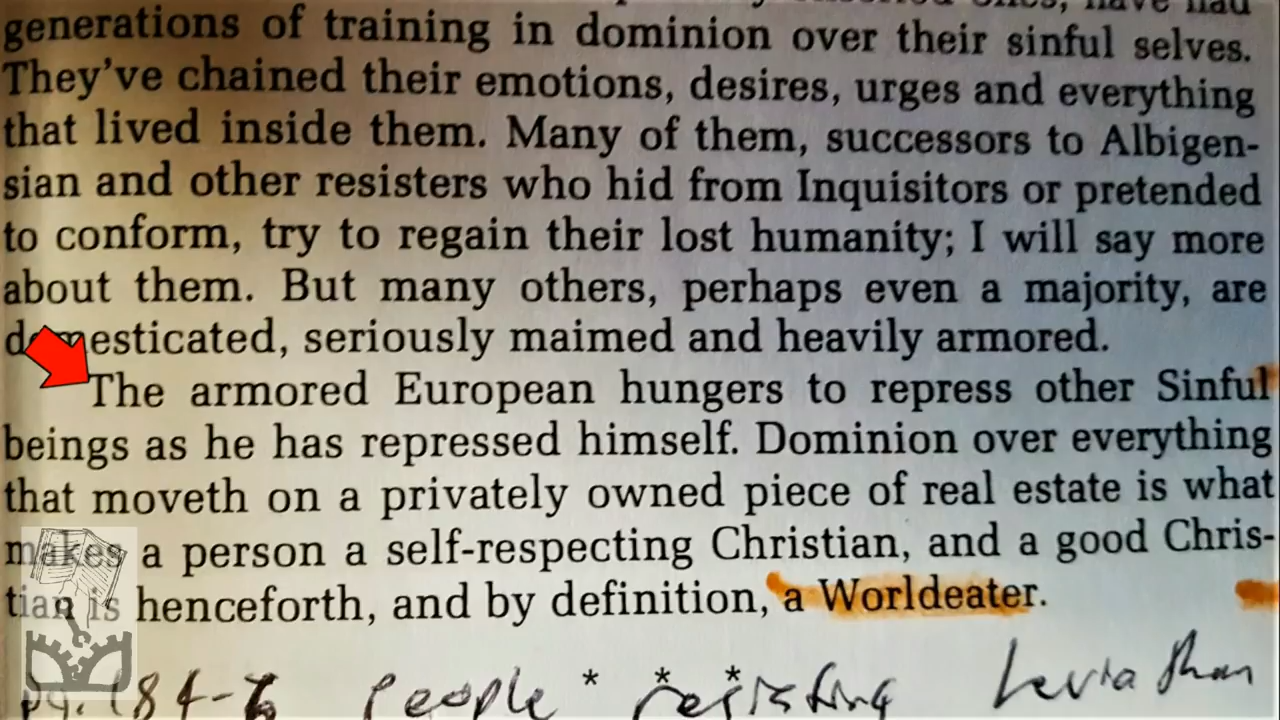 generations of training in dominion over their sinful selves.
They've chained their emotions, desires, urges and everything
that lived inside them. Many of them, successors to Albigen-
sian and other resisters who hid from Inquisitors or pretended
to conform, try to regain their lost humanity; I will say more
about them. But many others, perhaps even a majority, are
domesticated, seriously maimed and heavily armored.
The armored European hungers to repress other Sinful
beings as he has repressed himself. Dominion over everything
that moveth on a privately owned piece of real estate is what
makes a person a self-respecting Christian, and a good Chris-
tian is henceforth, and by definition, a Worldeater.
* * *
pg. 184- people resisting Leviathan